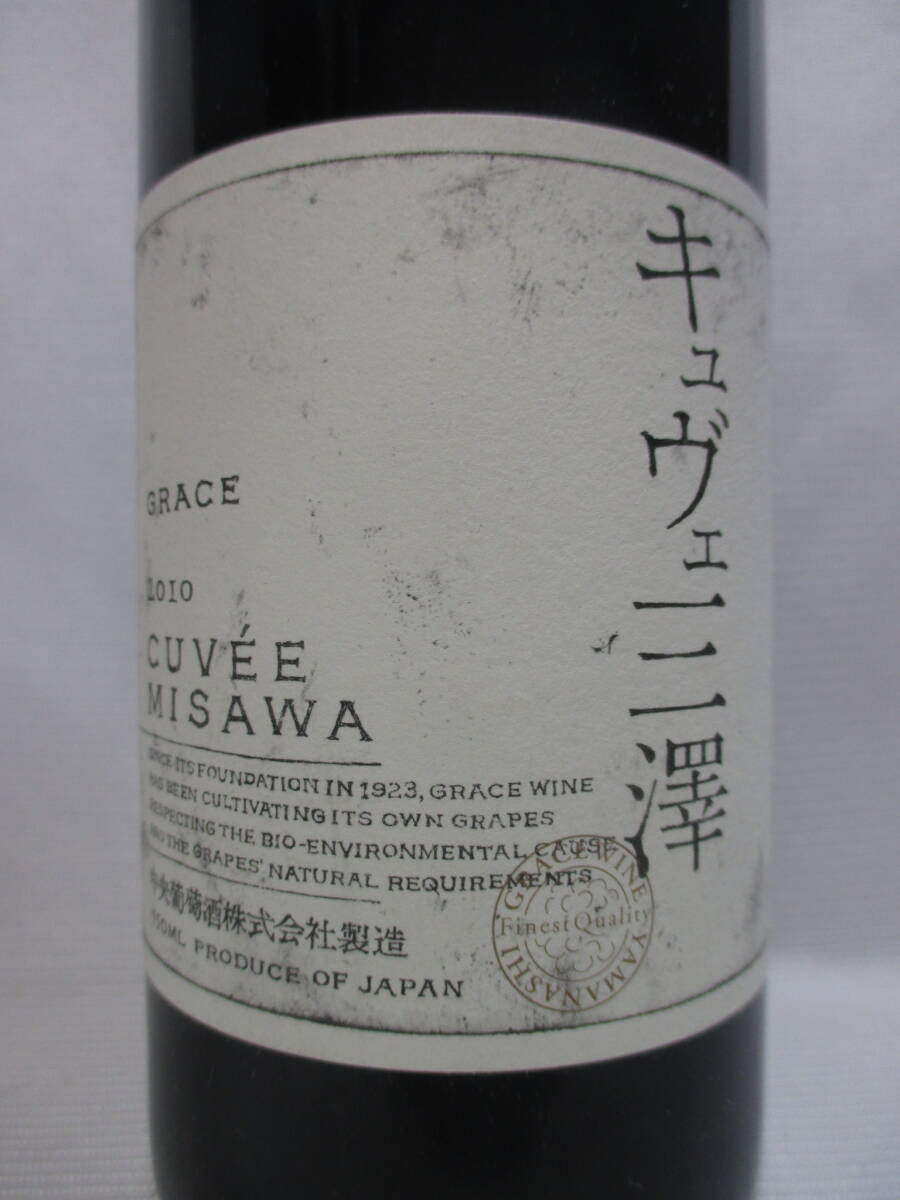 キュヴェ三澤
GRACE
2010
CUVÉE
MISAWA
SINCE ITS FOUNDATION IN 1923, GRACE WINE
HAS BEEN CULTIVATING ITS OWN GRAPES
RESPECTING THE BIO-ENVIRONMENTAL CAUSE
AND THE GRAPES' NATURAL REQUIREMENTS
中央葡萄酒株式会社製造
750ML PRODUCE OF JAPAN
GRACE WINE YAMANASHI
Finest Quality